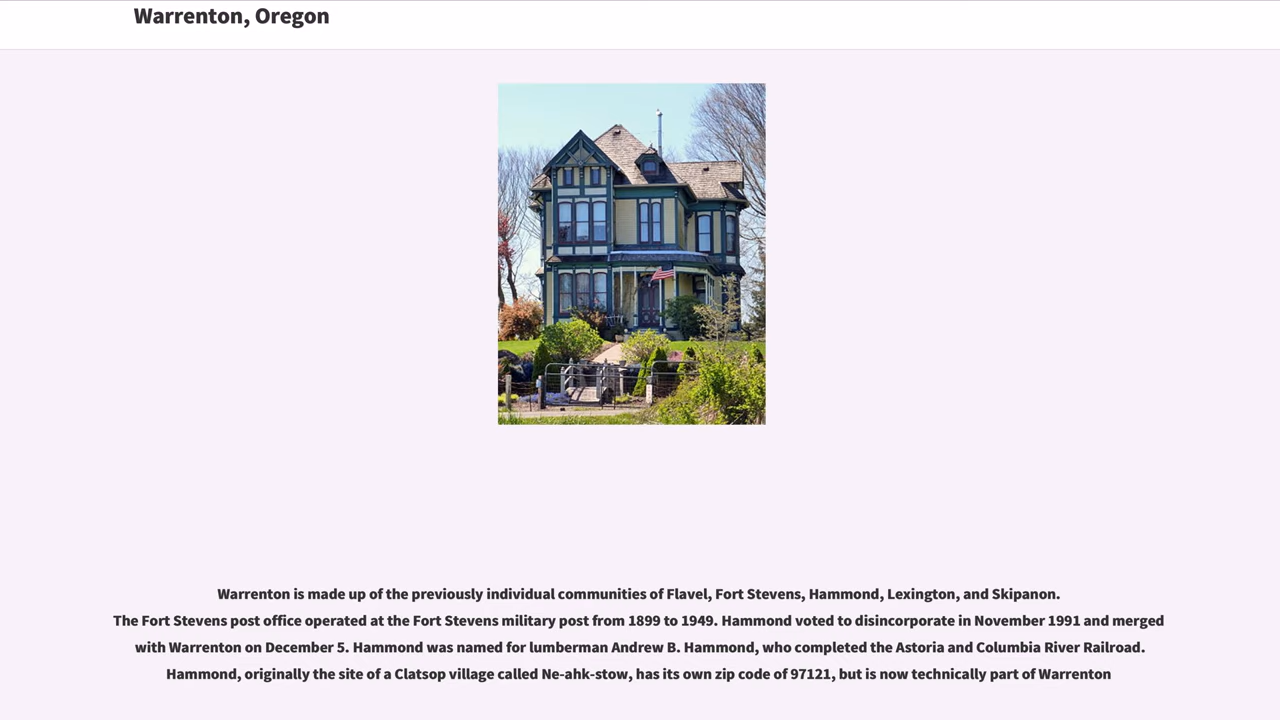 Warrenton, Oregon
Warrenton is made up of the previously individual communities of Flavel, Fort Stevens, Hammond, Lexington, and Skipanon.
The Fort Stevens post office operated at the Fort Stevens military post from 1899 to 1949. Hammond voted to disincorporate in November 1991 and merged
with Warrenton on December 5. Hammond was named for lumberman Andrew B. Hammond, who completed the Astoria and Columbia River Railroad.
Hammond, originally the site of a Clatsop village called Ne-ahk-stow, has its own zip code of 97121, but is now technically part of Warrenton